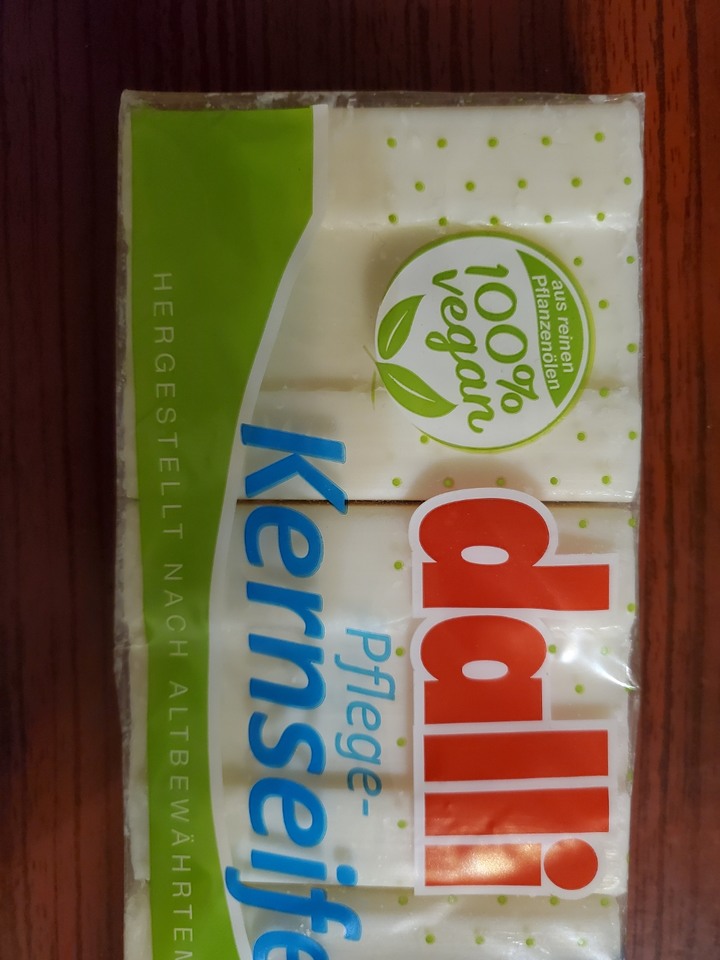 aus reinen
Pflanzenölen
100%
vegan
dalli
Pflege-
Kernseife
HERGESTELLT NACH ALTBEWÄHRTEM